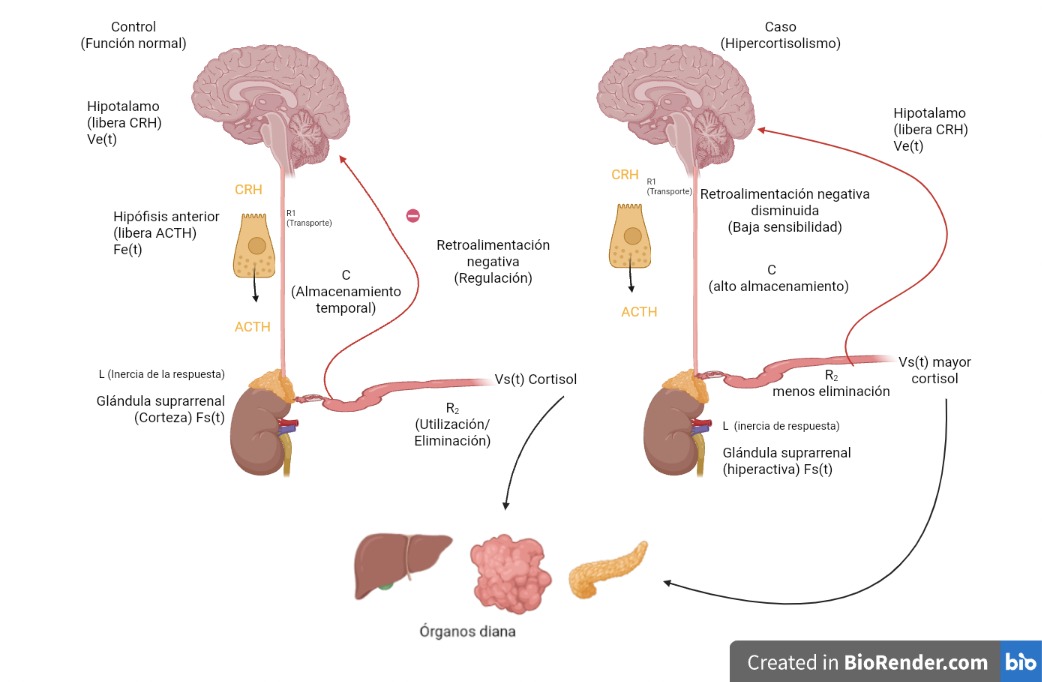 Control
(Función normal)
Hipotalamo
(libera CRH)
Ve(t)
CRH
R1
(Transporte)
Hipófisis anterior
(libera ACTH)
Fe(t)
Retroalimentación
negativa
(Regulación)
C
(Almacenamiento
temporal)
ACTH
L (Inercia de la respuesta)
Glándula suprarrenal
(Corteza) Fs(t)
Vs(t) Cortisol
R2
(Utilización/
Eliminación)
Caso
(Hipercortisolismo)
Hipotalamo
(libera CRH)
Ve(t)
CRH
R1
(Transporte)
Retroalimentación negativa
disminuida
(Baja sensibilidad)
C
(alto almacenamiento)
ACTH
Vs(t) mayor
cortisol
R2
menos eliminación
L (inercia de respuesta)
Glándula suprarrenal
(hiperactiva) Fs(t)
Órganos diana
Created in BioRender.com bio